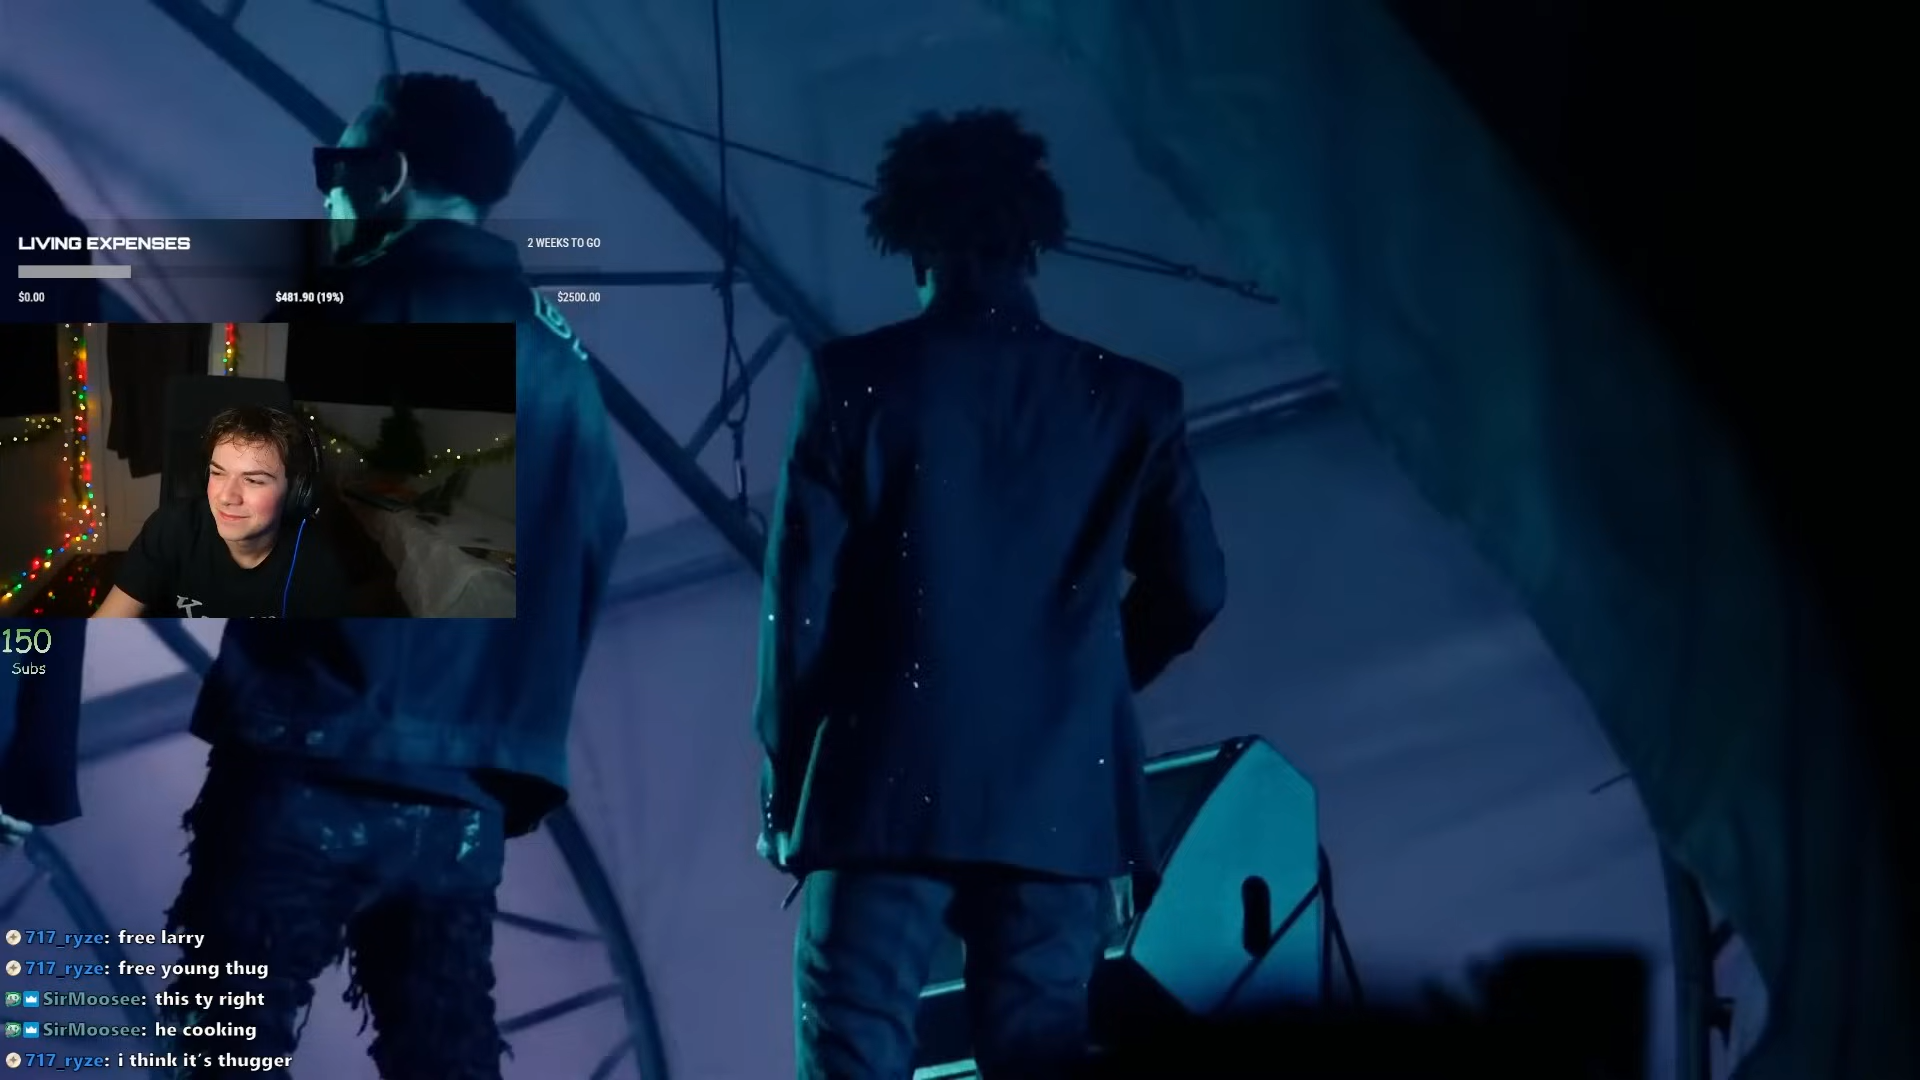 LIVING EXPENSES
2 WEEKS TO GO
$0.00
$481.90 (19%)
$2500.00
150
Subs
717_ryze: free larry
717_ryze: free young thug
SirMoosee: this ty right
SirMoosee: he cooking
717_ryze: i think it's thugger